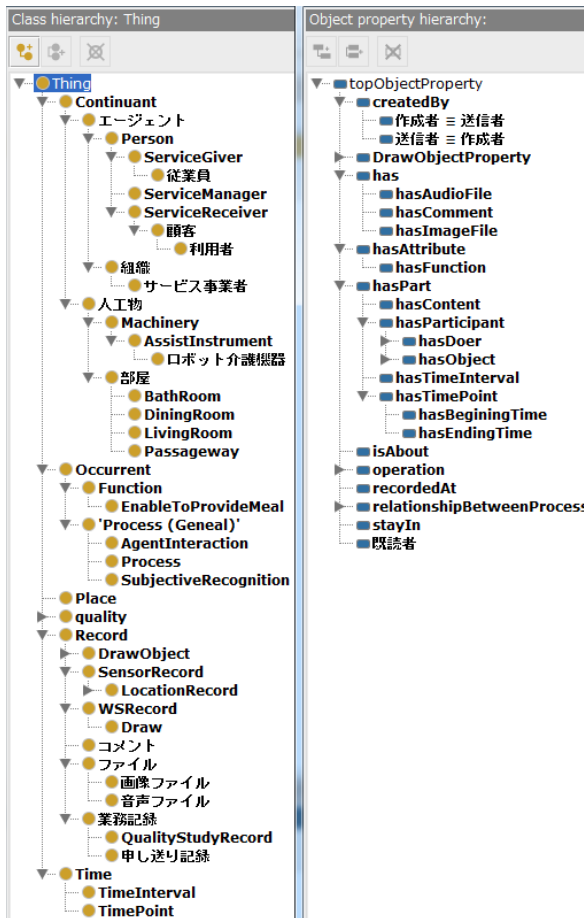 Class hierarchy: Thing
Thing
Continuant
エージェント
Person
ServiceGiver
従業員
ServiceManager
ServiceReceiver
顧客
利用者
組織
サービス事業者
人工物
Machinery
AssistInstrument
ロボット介護機器
部屋
BathRoom
DiningRoom
LivingRoom
Passageway
Occurrent
Function
EnableToProvideMeal
'Process (Geneal)'
AgentInteraction
Process
SubjectiveRecognition
Place
quality
Record
DrawObject
SensorRecord
LocationRecord
WSRecord
Draw
コメント
ファイル
画像ファイル
音声ファイル
業務記録
QualityStudyRecord
申し送り記録
Time
TimeInterval
TimePoint
Object property hierarchy:
topObjectProperty
createdBy
作成者 ≡ 送信者
送信者 ≡ 作成者
DrawObjectProperty
has
hasAudioFile
hasComment
hasImageFile
hasAttribute
hasFunction
hasPart
hasContent
hasParticipant
hasDoer
hasObject
hasTimeInterval
hasTimePoint
hasBeginingTime
hasEndingTime
isAbout
operation
recordedAt
relationshipBetweenProcess
stayIn
既読者